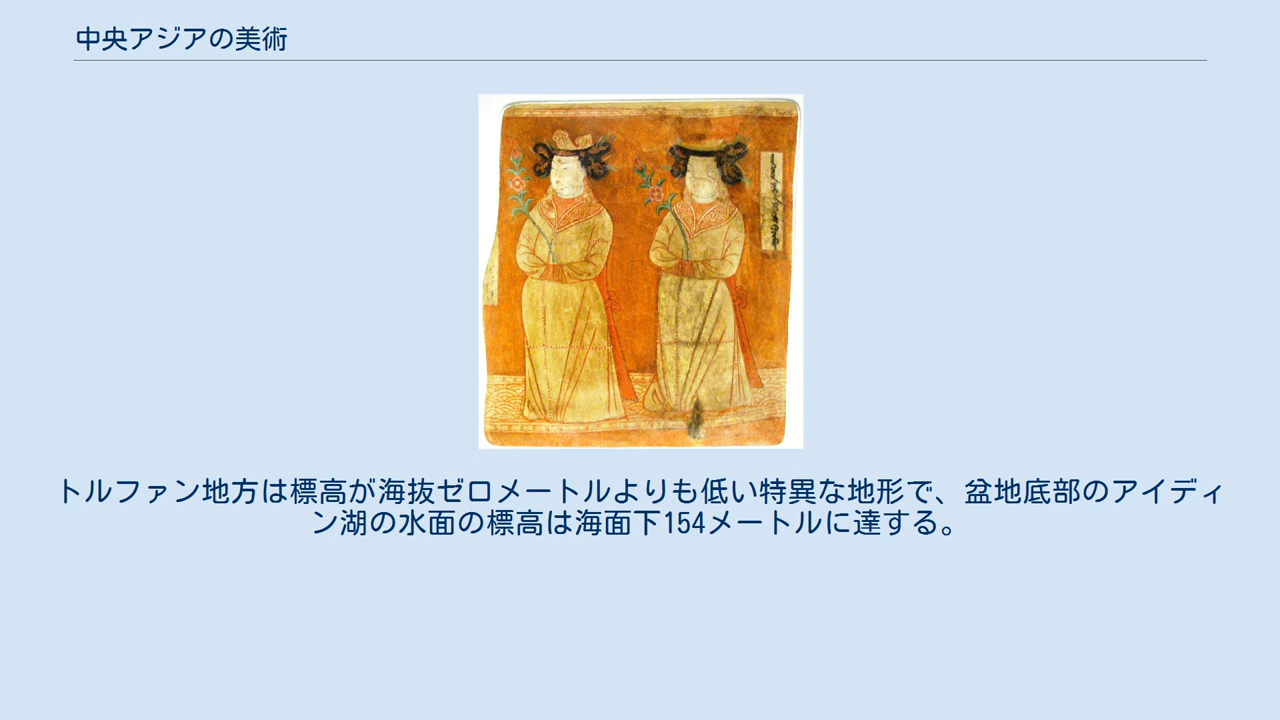 中央アジアの美術
トルファン地方は標高が海抜ゼロメートルよりも低い特異な地形で、盆地底部のアイディ
ン湖の水面の標高は海面下154メートルに達する。